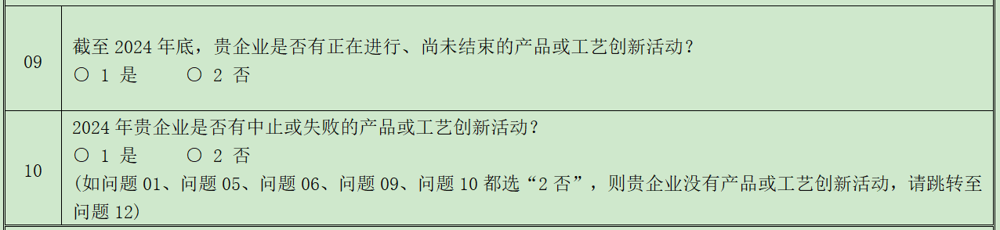 09
截至 2024 年底，贵企业是否有正在进行、尚未结束的产品或工艺创新活动？
○ 1 是 ○ 2 否
10
2024 年贵企业是否有中止或失败的产品或工艺创新活动？
○ 1 是 ○ 2 否
(如问题 01、问题 05、问题 06、问题 09、问题 10 都选“2 否”，则贵企业没有产品或工艺创新活动，请跳转至
问题 12)